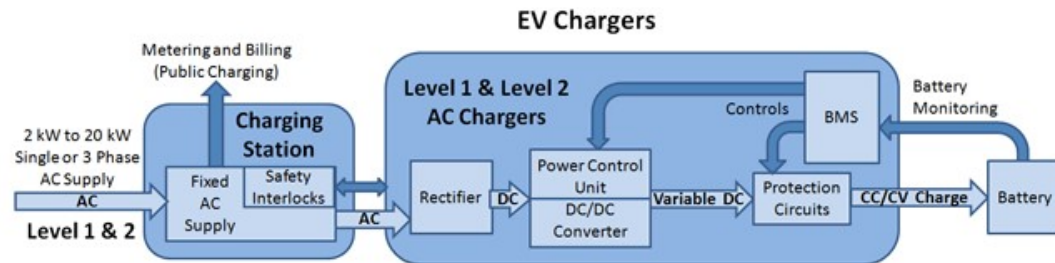 EV Chargers
Metering and Billing
(Public Charging)
2 kW to 20 kW
Single or 3 Phase
AC Supply
AC
Level 1 & 2
Charging
Station
Fixed
AC
Supply
Safety
Interlocks
AC
Level 1 & Level 2
AC Chargers
Rectifier
DC
Power Control
Unit
DC/DC
Converter
Variable DC
Controls
BMS
Protection
Circuits
Battery
Monitoring
CC/CV Charge
Battery